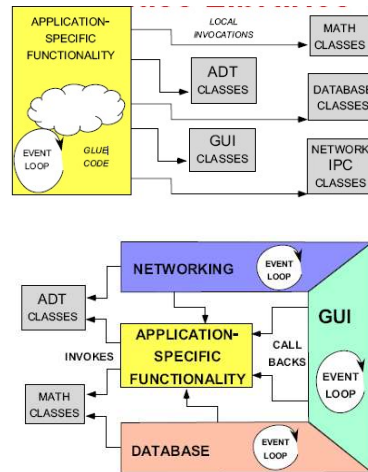 APPLICATION-
SPECIFIC
FUNCTIONALITY
LOCAL
INVOCATIONS
MATH
CLASSES
ADT
CLASSES
DATABASE
CLASSES
EVENT
LOOP
GLUE
CODE
GUI
CLASSES
NETWORK
IPC
CLASSES
NETWORKING
EVENT
LOOP
ADT
CLASSES
GUI
APPLICATION-
SPECIFIC
FUNCTIONALITY
INVOKES
CALL
BACKS
MATH
CLASSES
EVENT
LOOP
DATABASE
EVENT
LOOP